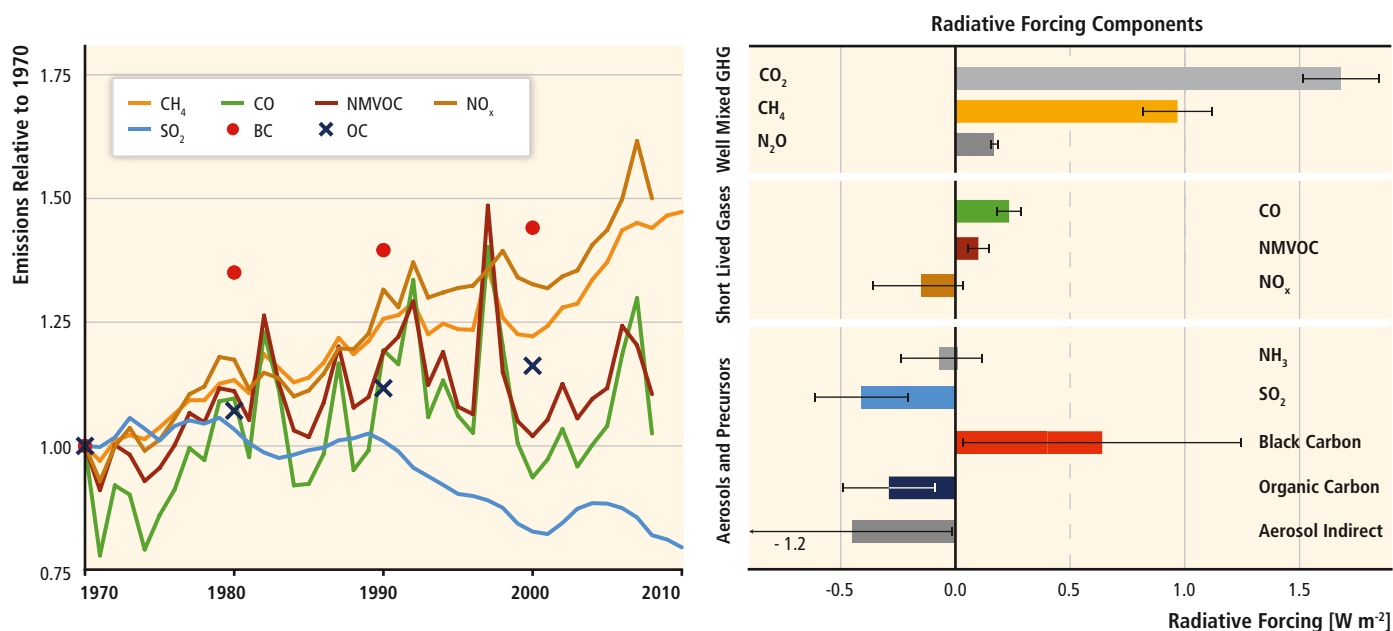 Emissions Relative to 1970
1.75
1.50
1.25
1.00
0.75
CH₄ CO NMVOC NOₓ
SO₂ BC OC
1970 1980 1990 2000 2010
Radiative Forcing Components
Well Mixed GHG
CO₂
CH₄
N₂O
Short Lived Gases
CO
NMVOC
NOₓ
Aerosols and Precursors
NH₃
SO₂
Black Carbon
Organic Carbon
Aerosol Indirect
- 1.2
-0.5 0.0 0.5 1.0 1.5
Radiative Forcing [W m⁻²]